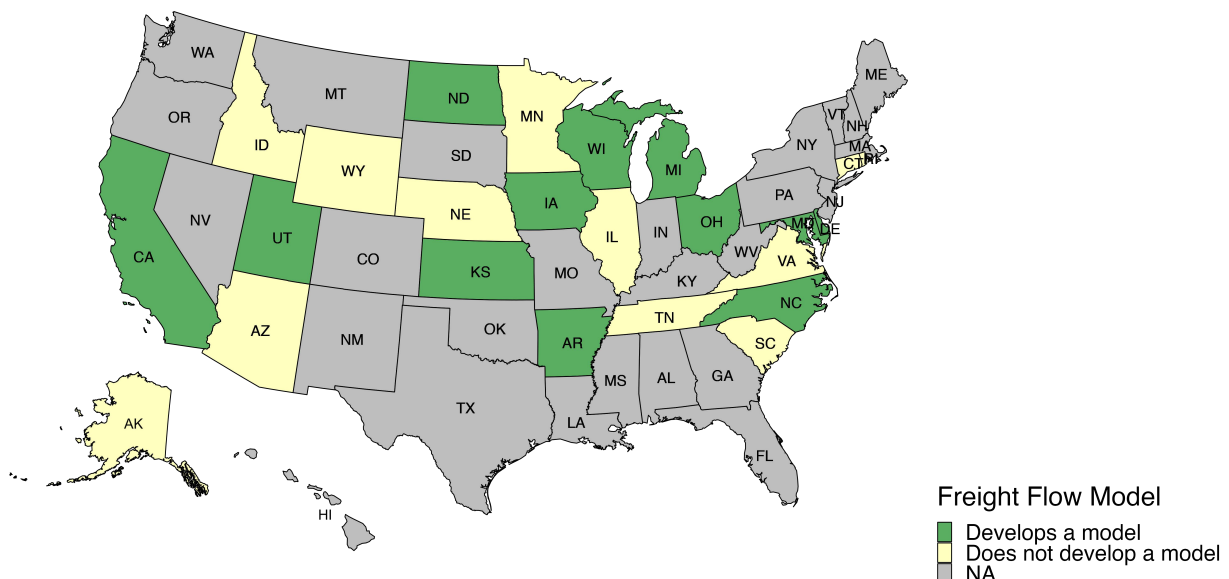 WA
MT
ND
MN
ME
OR
ID
WY
SD
WI
MI
NY
VT
NH
MA
CT
RI
NV
UT
CO
NE
IA
IL
IN
OH
PA
NJ
MD
DE
CA
KS
MO
KY
WV
VA
AZ
NM
OK
AR
TN
NC
SC
TX
LA
MS
AL
GA
FL
AK
HI
Freight Flow Model
Develops a model
Does not develop a model
NA